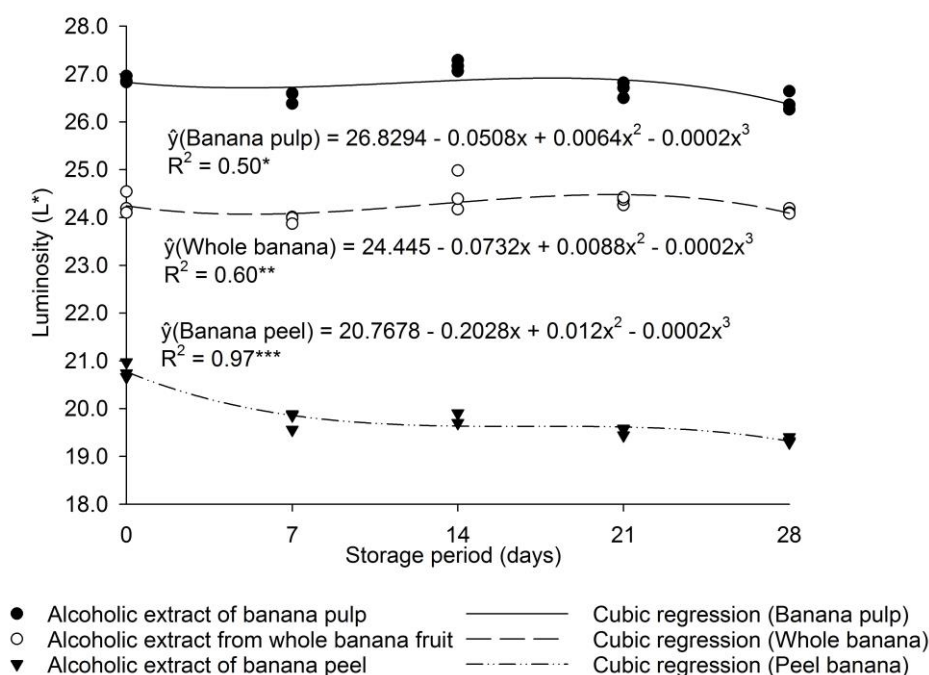 28.0
27.0
26.0
25.0
24.0
23.0
22.0
21.0
20.0
19.0
18.0
Luminosity (L*)
ŷ(Banana pulp) = 26.8294 - 0.0508x + 0.0064x² - 0.0002x³
R² = 0.50*
ŷ(Whole banana) = 24.445 - 0.0732x + 0.0088x² - 0.0002x³
R² = 0.60**
ŷ(Banana peel) = 20.7678 - 0.2028x + 0.012x² - 0.0002x³
R² = 0.97***
0 7 14 21 28
Storage period (days)
Alcoholic extract of banana pulp Cubic regression (Banana pulp)
Alcoholic extract from whole banana fruit Cubic regression (Whole banana)
Alcoholic extract of banana peel Cubic regression (Peel banana)